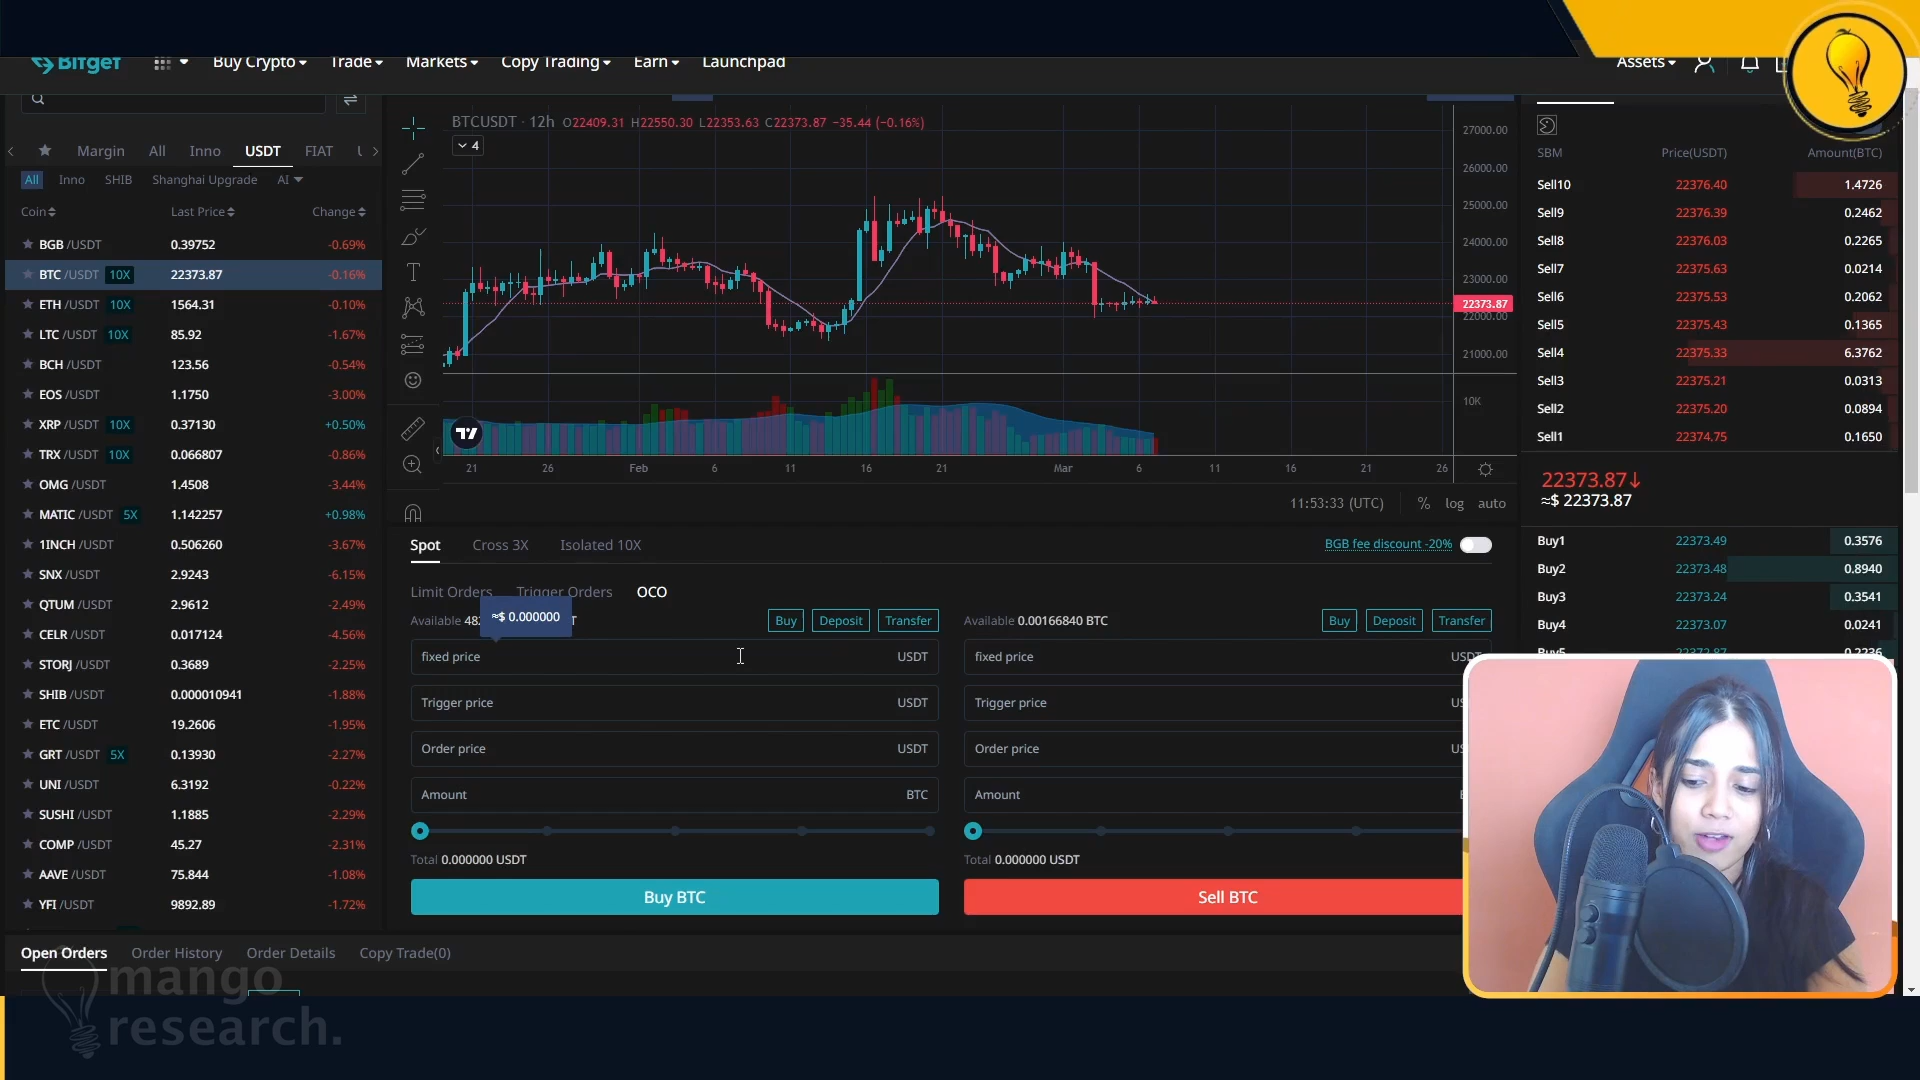 Bitget
Buy Crypto
Trade
Markets
Copy Trading
Earn
Launchpad
Assets
Margin All Inno USDT FIAT
All Inno SHIB Shanghai Upgrade AI
Coin Last Price Change
BGB /USDT 0.39752 -0.69%
BTC /USDT 10X 22373.87 -0.16%
ETH /USDT 10X 1564.31 -0.10%
LTC /USDT 10X 85.92 -1.67%
BCH /USDT 123.56 -0.54%
EOS /USDT 1.1750 -3.00%
XRP /USDT 10X 0.37130 +0.50%
TRX /USDT 10X 0.066807 -0.86%
OMG /USDT 1.4508 -3.44%
MATIC /USDT 5X 1.142257 +0.98%
1INCH /USDT 0.506260 -3.67%
SNX /USDT 2.9243 -6.15%
QTUM /USDT 2.9612 -2.49%
CELR /USDT 0.017124 -4.56%
STORJ /USDT 0.3689 -2.25%
SHIB /USDT 0.000010941 -1.88%
ETC /USDT 19.2606 -1.95%
GRT /USDT 5X 0.13930 -2.27%
UNI /USDT 6.3192 -0.22%
SUSHI /USDT 1.1885 -2.29%
COMP /USDT 45.27 -2.31%
AAVE /USDT 75.844 -1.08%
YFI /USDT 9892.89 -1.72%
BTCUSDT · 12h O22409.31 H22550.30 L22353.63 C22373.87 −35.44 (−0.16%)
4
27000.00
26000.00
25000.00
24000.00
23000.00
22373.87
22000.00
21000.00
10K
21 26 Feb 6 11 16 21 Mar 6 11 16 21 26
11:53:33 (UTC) % log auto
Spot Cross 3X Isolated 10X
BGB fee discount -20%
Limit Orders Trigger Orders OCO
≈$ 0.000000
Available 48
Buy Deposit Transfer
fixed price USDT
Trigger price USDT
Order price USDT
Amount BTC
Total 0.000000 USDT
Buy BTC
Available 0.00166840 BTC
Buy Deposit Transfer
fixed price USDT
Trigger price
Order price
Amount
Total 0.000000 USDT
Sell BTC
SBM Price(USDT) Amount(BTC)
Sell10 22376.40 1.4726
Sell9 22376.39 0.2462
Sell8 22376.03 0.2265
Sell7 22375.63 0.0214
Sell6 22375.53 0.2062
Sell5 22375.43 0.1365
Sell4 22375.33 6.3762
Sell3 22375.21 0.0313
Sell2 22375.20 0.0894
Sell1 22374.75 0.1650
22373.87↓
≈$ 22373.87
Buy1 22373.49 0.3576
Buy2 22373.48 0.8940
Buy3 22373.24 0.3541
Buy4 22373.07 0.0241
Open Orders Order History Order Details Copy Trade(0)
mango
research.